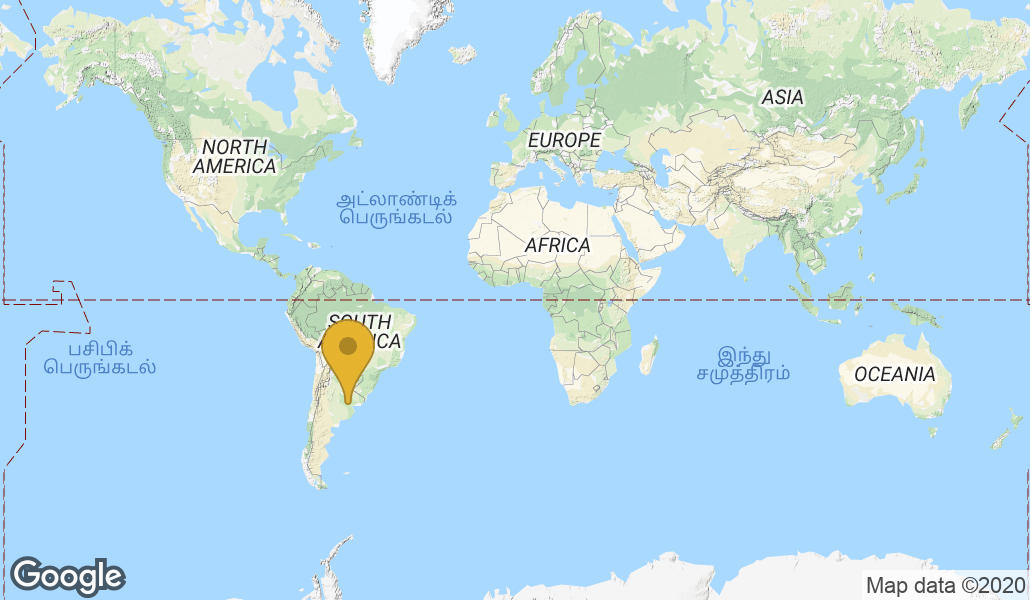 ASIA
EUROPE
NORTH
AMERICA
அட்லாண்டிக்
பெருங்கடல்
AFRICA
SOUTH
AMERICA
பசிபிக்
பெருங்கடல்
இந்து
சமுத்திரம்
OCEANIA
Google
Map data ©2020